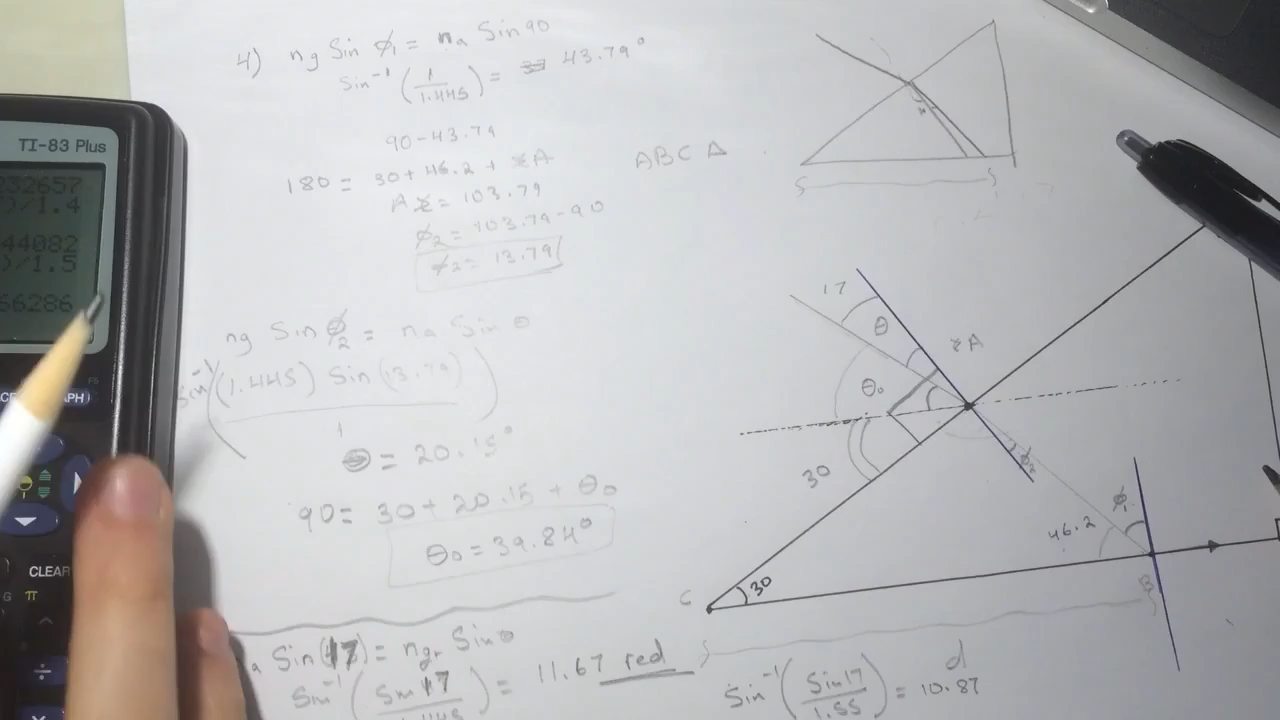 TI-83 Plus
252657
)/1.4
44082
)/1.5
66286
CLEAR
π
4) ng Sin ϕ₁ = na Sin 90
Sin⁻¹ (1/1.445) = 43.79°
90 - 43.79
180 = 30 + 46.2 + ∡A
A∡ = 103.79
ϕ₂ = 103.79 - 90
ϕ₂ = 13.79
ABC Δ
ng Sin ϕ₂ = na Sin θ
Sin⁻¹ ((1.445) Sin(13.79) / 1)
θ = 20.15°
90 = 30 + 20.15 + θ₀
θ₀ = 39.84°
a Sin(17) = ngr Sin θ
Sin⁻¹ (Sin 17 / 1.445) = 11.67 red
Sin⁻¹ (Sin 17 / 1.55) = 10.87
17
θ
∡A
θ₀
30
ϕ₂
46.2
ϕ₁
C
30
B
d